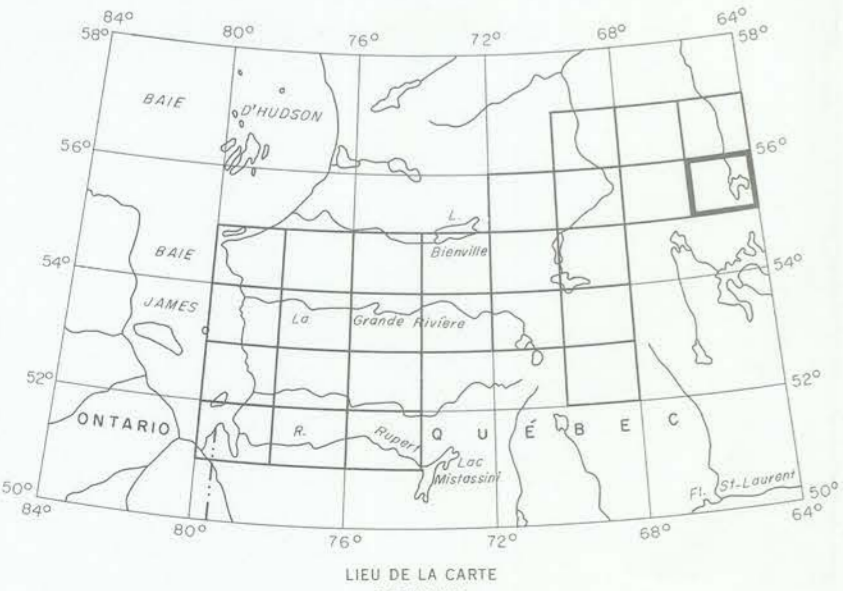 84° 80° 76° 72° 68° 64°
58° 58°
BAIE D'HUDSON
56° 56°
L.
Bienville
BAIE
54° 54°
JAMES
La Grande Rivière
52° 52°
ONTARIO R. Rupert Q U É B E C
Lac
Mistassini
Fl. St-Laurent
50° 50°
84° 80° 76° 72° 68° 64°
LIEU DE LA CARTE